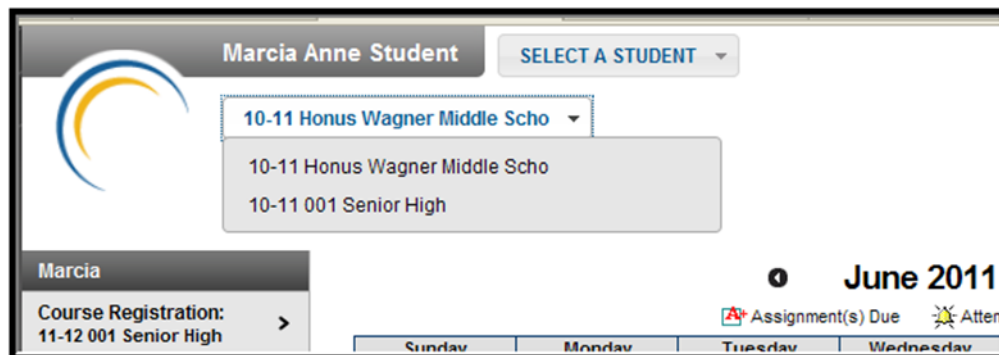 Marcia Anne Student
SELECT A STUDENT
10-11 Honus Wagner Middle Scho
10-11 Honus Wagner Middle Scho
10-11 001 Senior High
Marcia
June 2011
Course Registration:
11-12 001 Senior High
A+ Assignment(s) Due
Sunday Monday Tuesday Wednesday